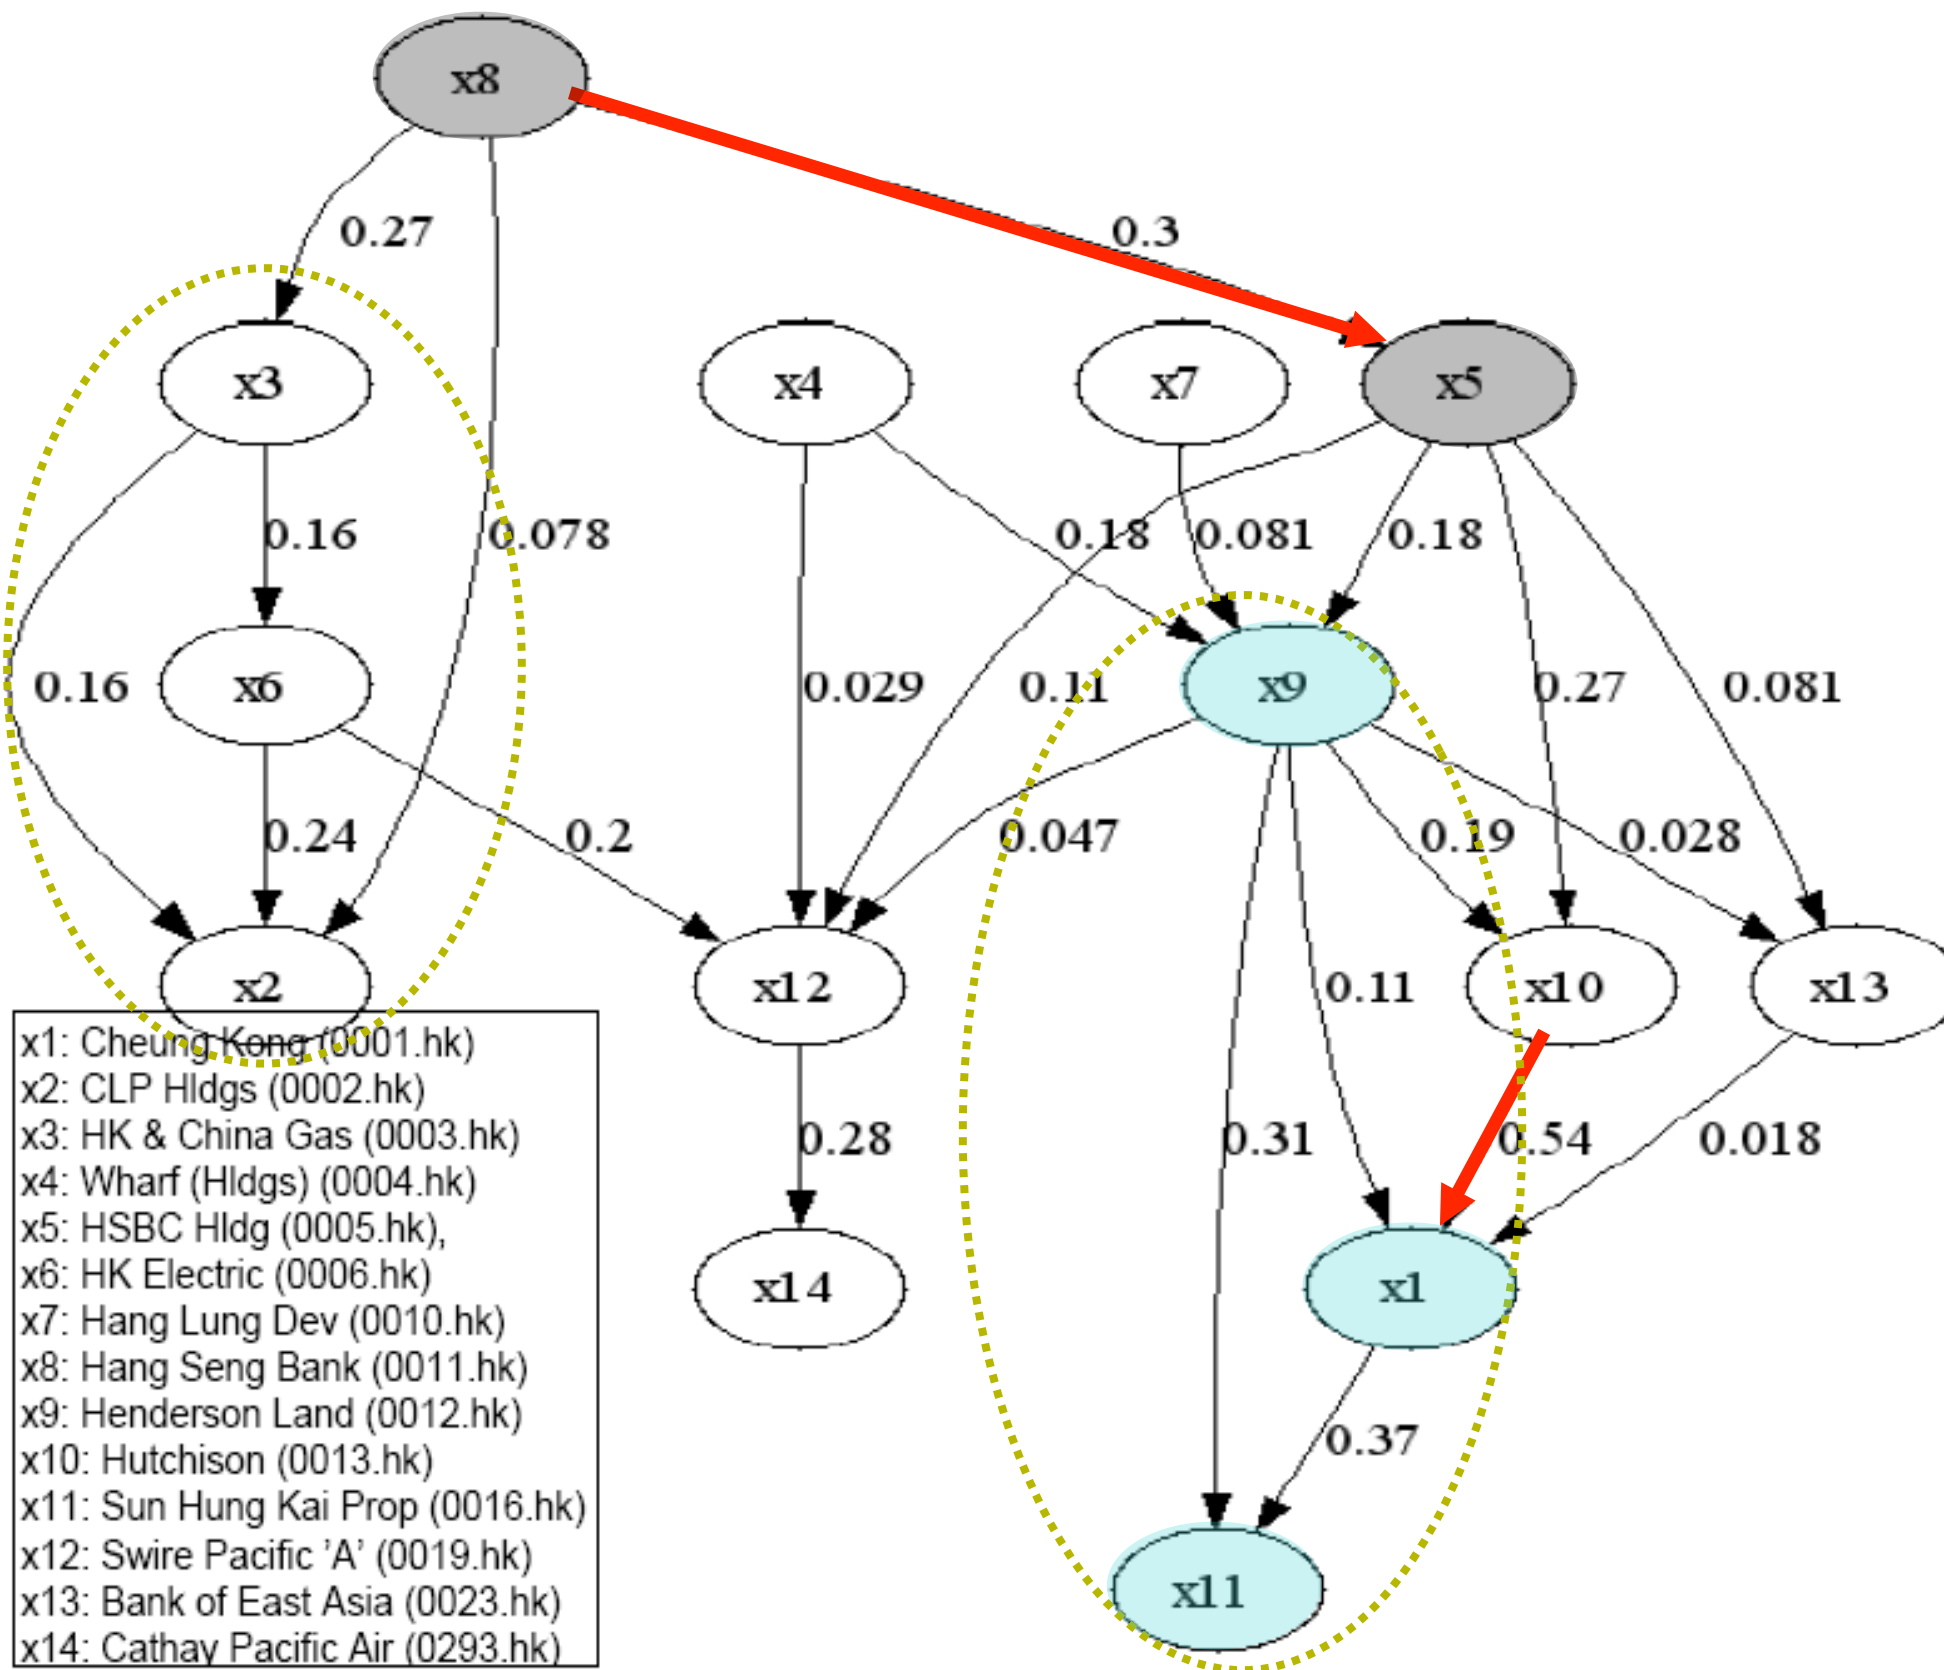 x8
0.27
0.3
x3
x4
x7
x5
0.16
0.078
0.18
0.081
0.18
0.16
x6
0.029
0.11
x9
0.27
0.081
0.24
0.2
0.047
0.19
0.028
x2
x12
0.11
x10
x13
0.28
0.31
0.54
0.018
x14
x1
0.37
x11
x1: Cheung Kong (0001.hk)
x2: CLP Hldgs (0002.hk)
x3: HK & China Gas (0003.hk)
x4: Wharf (Hldgs) (0004.hk)
x5: HSBC Hldg (0005.hk),
x6: HK Electric (0006.hk)
x7: Hang Lung Dev (0010.hk)
x8: Hang Seng Bank (0011.hk)
x9: Henderson Land (0012.hk)
x10: Hutchison (0013.hk)
x11: Sun Hung Kai Prop (0016.hk)
x12: Swire Pacific 'A' (0019.hk)
x13: Bank of East Asia (0023.hk)
x14: Cathay Pacific Air (0293.hk)